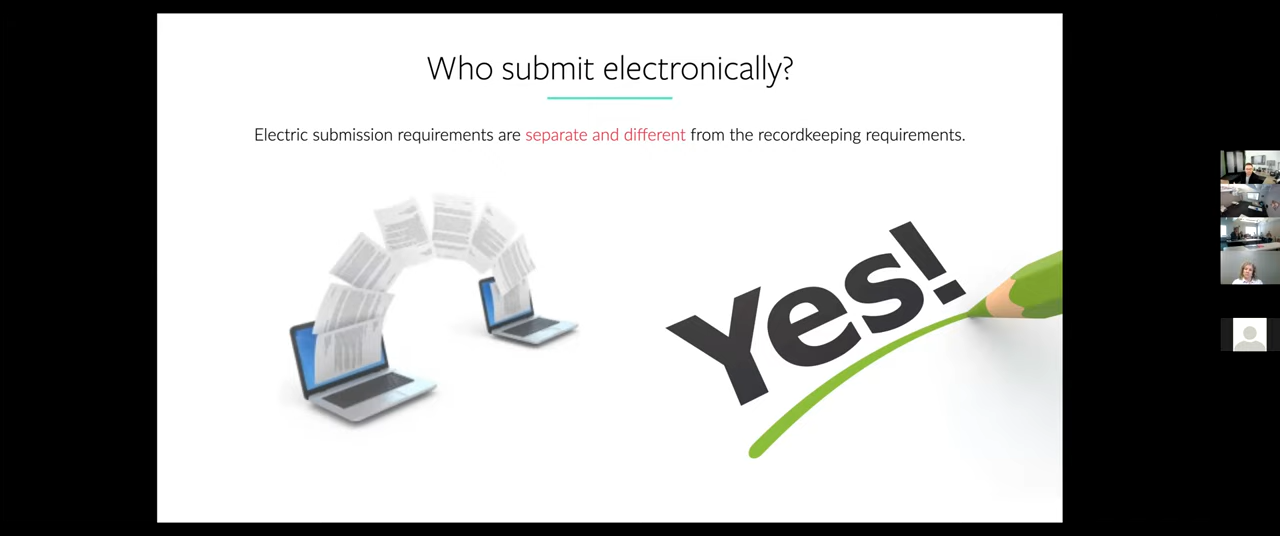 Who submit electronically?
Electric submission requirements are separate and different from the recordkeeping requirements.
Yes!